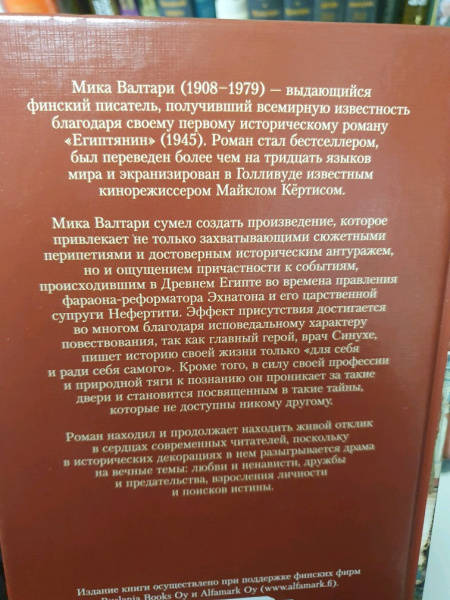 Мика Валтари (1908–1979) — выдающийся
финский писатель, получивший всемирную известность
благодаря своему первому историческому роману
«Египтянин» (1945). Роман стал бестселлером,
был переведен более чем на тридцать языков
мира и экранизирован в Голливуде известным
кинорежиссером Майклом Кёртисом.
Мика Валтари сумел создать произведение, которое
привлекает не только захватывающими сюжетными
перипетиями и достоверным историческим антуражем,
но и ощущением причастности к событиям,
происходившим в Древнем Египте во времена правления
фараона-реформатора Эхнатона и его царственной
супруги Нефертити. Эффект присутствия достигается
во многом благодаря исповедальному характеру
повествования, так как главный герой, врач Синухе,
пишет историю своей жизни только «для себя
и ради себя самого». Кроме того, в силу своей профессии
и природной тяги к познанию он проникает за такие
двери и становится посвященным в такие тайны,
которые не доступны никому другому.
Роман находил и продолжает находить живой отклик
в сердцах современных читателей, поскольку
в исторических декорациях в нем разыгрывается драма
на вечные темы: любви и ненависти, дружбы
и предательства, взросления личности
и поисков истины.
Издание книги осуществлено при поддержке финских фирм
Ruslania Books Oy и Alfamark Oy (www.alfamark.fi).